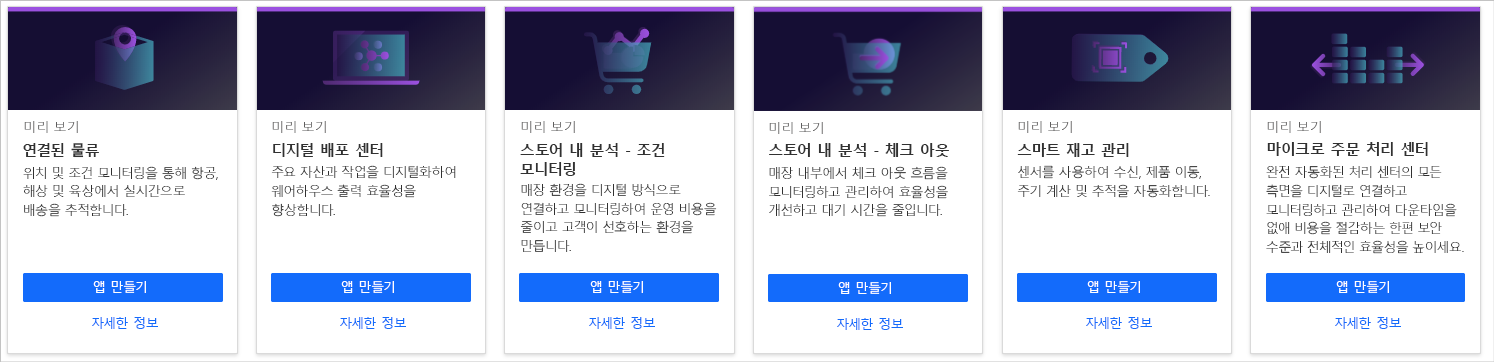 미리 보기
연결된 물류
위치 및 조건 모니터링을 통해 항공,
해상 및 육상에서 실시간으로
배송을 추적합니다.
앱 만들기
자세한 정보
미리 보기
디지털 배포 센터
주요 자산과 작업을 디지털화하여
웨어하우스 출력 효율성을
향상합니다.
앱 만들기
자세한 정보
미리 보기
스토어 내 분석 - 조건
모니터링
매장 환경을 디지털 방식으로
연결하고 모니터링하여 운영 비용을
줄이고 고객이 선호하는 환경을
만듭니다.
앱 만들기
자세한 정보
미리 보기
스토어 내 분석 - 체크 아웃
매장 내부에서 체크 아웃 흐름을
모니터링하고 관리하여 효율성을
개선하고 대기 시간을 줄입니다.
앱 만들기
자세한 정보
미리 보기
스마트 재고 관리
센서를 사용하여 수신, 제품 이동,
주기 계산 및 추적을 자동화합니다.
앱 만들기
자세한 정보
미리 보기
마이크로 주문 처리 센터
완전 자동화된 처리 센터의 모든
측면을 디지털로 연결하고
모니터링하고 관리하여 다운타임을
없애 비용을 절감하는 한편 보안
수준과 전체적인 효율성을 높이세요.
앱 만들기
자세한 정보